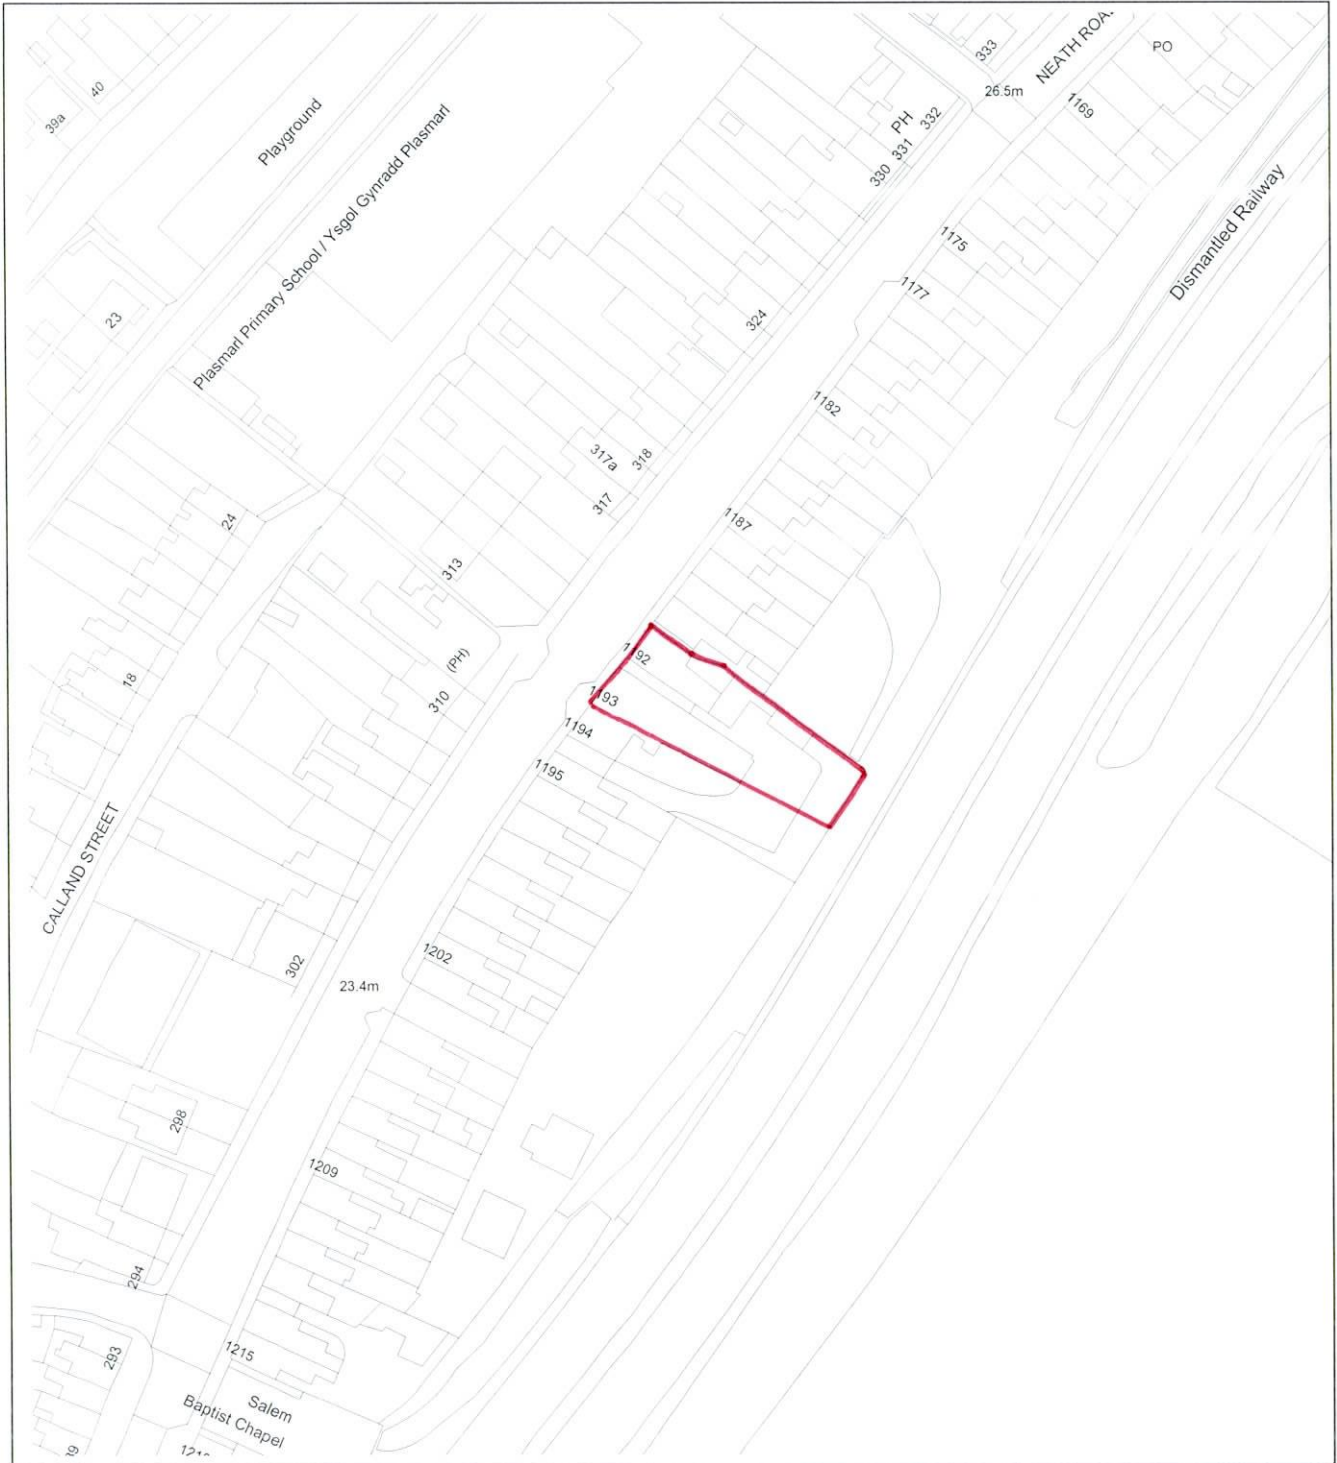 NEATH ROA
PO
333
26.5m
1169
40
39a
Playground
PH
332
331
330
Plasmarl Primary School / Ysgol Gynradd Plasmarl
Dismantled Railway
1175
1177
23
324
1182
317a
318
317
24
1187
313
1192
(PH)
18
310
1193
1194
1195
CALLAND STREET
1202
302
23.4m
298
1209
294
1215
293
Salem
Baptist Chapel